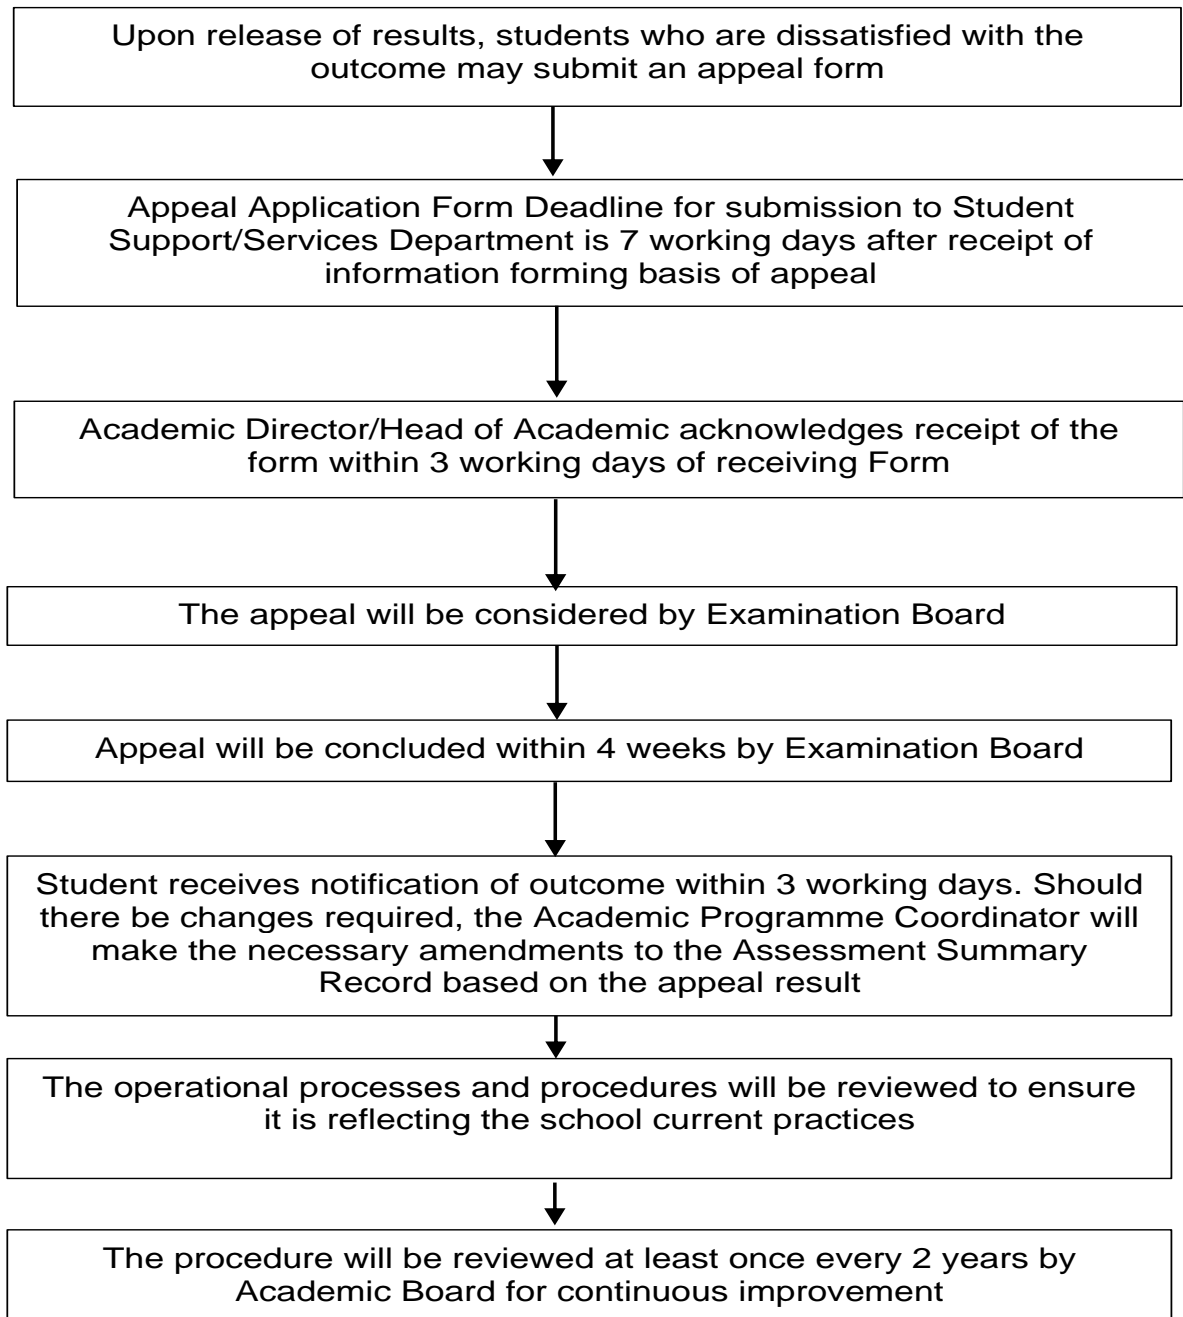 Upon release of results, students who are dissatisfied with the
outcome may submit an appeal form
Appeal Application Form Deadline for submission to Student
Support/Services Department is 7 working days after receipt of
information forming basis of appeal
Academic Director/Head of Academic acknowledges receipt of the
form within 3 working days of receiving Form
The appeal will be considered by Examination Board
Appeal will be concluded within 4 weeks by Examination Board
Student receives notification of outcome within 3 working days. Should
there be changes required, the Academic Programme Coordinator will
make the necessary amendments to the Assessment Summary
Record based on the appeal result
The operational processes and procedures will be reviewed to ensure
it is reflecting the school current practices
The procedure will be reviewed at least once every 2 years by
Academic Board for continuous improvement